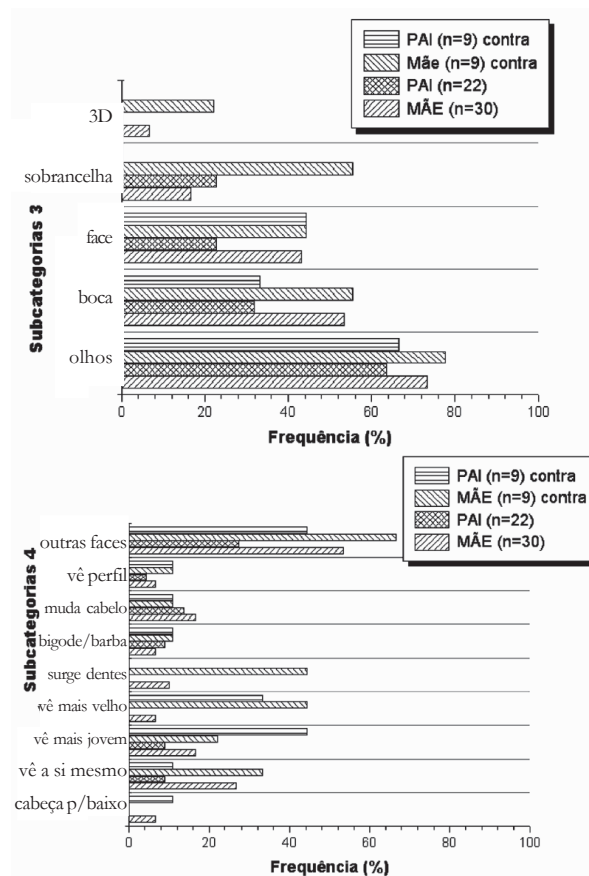 PAI (n=9) contra
Mãe (n=9) contra
PAI (n=22)
MÃE (n=30)
3D
sobrancelha
face
boca
olhos
Subcategorias 3
0 20 40 60 80 100
Frequência (%)
PAI (n=9) contra
MÃE (n=9) contra
PAI (n=22)
MÃE (n=30)
outras faces
vê perfil
muda cabelo
bigode/barba
surge dentes
vê mais velho
vê mais jovem
vê a si mesmo
cabeça p/baixo
Subcategorias 4
0 20 40 60 80 100
Frequência (%)